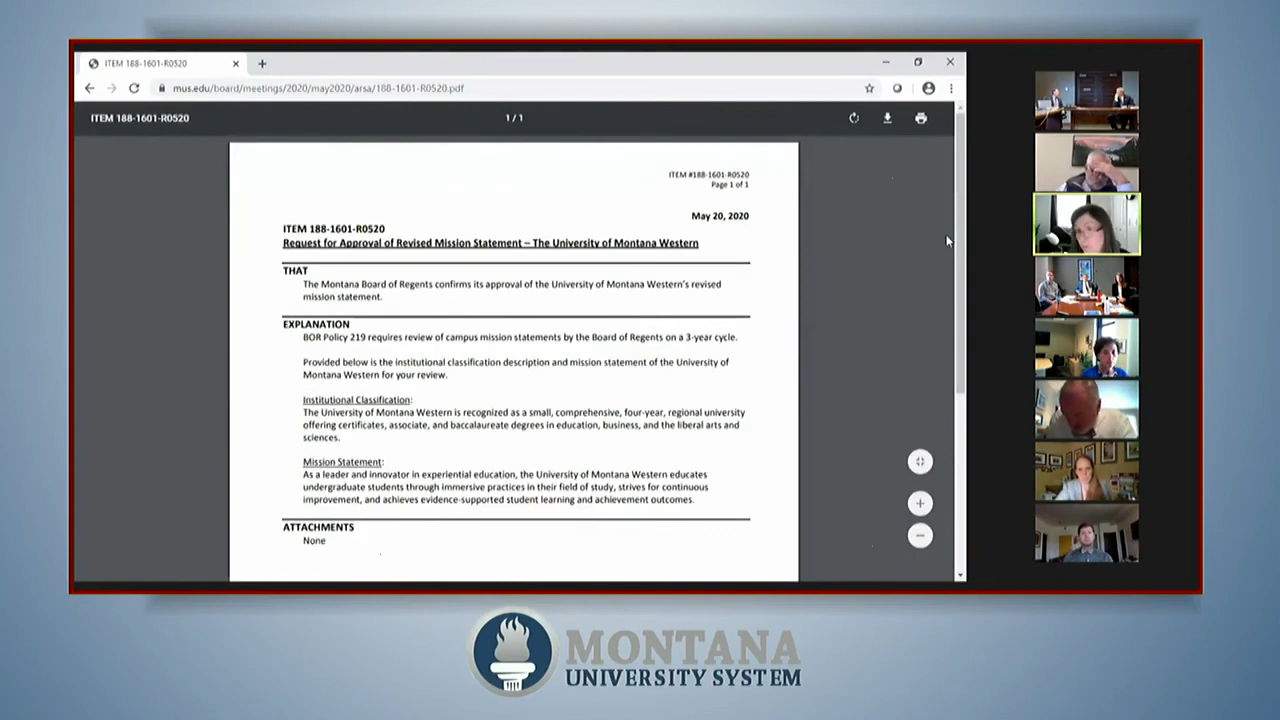 ITEM 188-1601-R0520
mus.edu/board/meetings/2020/may2020/arsa/188-1601-R0520.pdf
ITEM 188-1601-R0520
1 / 1
ITEM #188-1601-R0520
Page 1 of 1
May 20, 2020
ITEM 188-1601-R0520
Request for Approval of Revised Mission Statement – The University of Montana Western
THAT
The Montana Board of Regents confirms its approval of the University of Montana Western's revised
mission statement.
EXPLANATION
BOR Policy 219 requires review of campus mission statements by the Board of Regents on a 3-year cycle.
Provided below is the institutional classification description and mission statement of the University of
Montana Western for your review.
Institutional Classification:
The University of Montana Western is recognized as a small, comprehensive, four-year, regional university
offering certificates, associate, and baccalaureate degrees in education, business, and the liberal arts and
sciences.
Mission Statement:
As a leader and innovator in experiential education, the University of Montana Western educates
undergraduate students through immersive practices in their field of study, strives for continuous
improvement, and achieves evidence-supported student learning and achievement outcomes.
ATTACHMENTS
None
MONTANA
UNIVERSITY SYSTEM